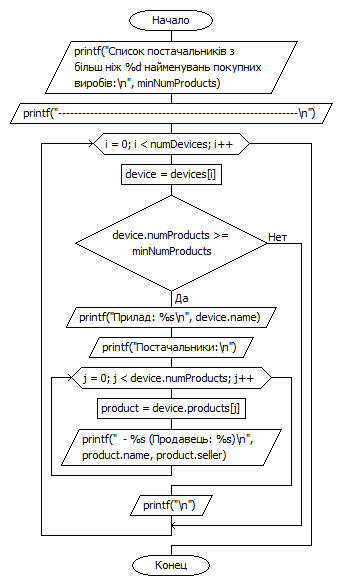 Начало
printf("Список постачальників з
більш ніж %d найменувань покупних
виробів:\n", minNumProducts)
printf("------------------------------------------------------------\n")
i = 0; i < numDevices; i++
device = devices[i]
device.numProducts >=
minNumProducts
Нет
Да
printf("Прилад: %s\n", device.name)
printf("Постачальники:\n")
j = 0; j < device.numProducts; j++
product = device.products[j]
printf("  - %s (Продавець: %s)\n",
product.name, product.seller)
printf("\n")
Конец